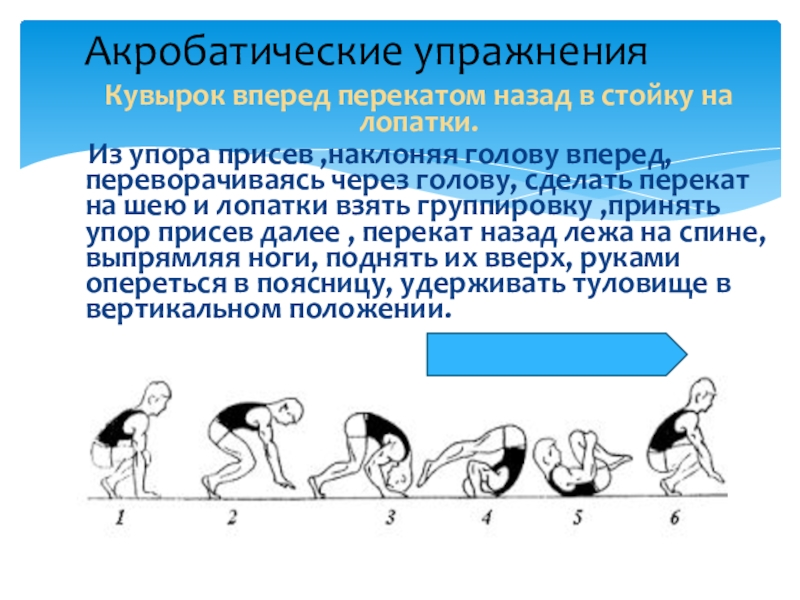 Акробатические упражнения
Кувырок вперед перекатом назад в стойку на
лопатки.
Из упора присев ,наклоняя голову вперед,
переворачиваясь через голову, сделать перекат
на шею и лопатки взять группировку ,принять
упор присев далее , перекат назад лежа на спине,
выпрямляя ноги, поднять их вверх, руками
опереться в поясницу, удерживать туловище в
вертикальном положении.
1 2 3 4 5 6